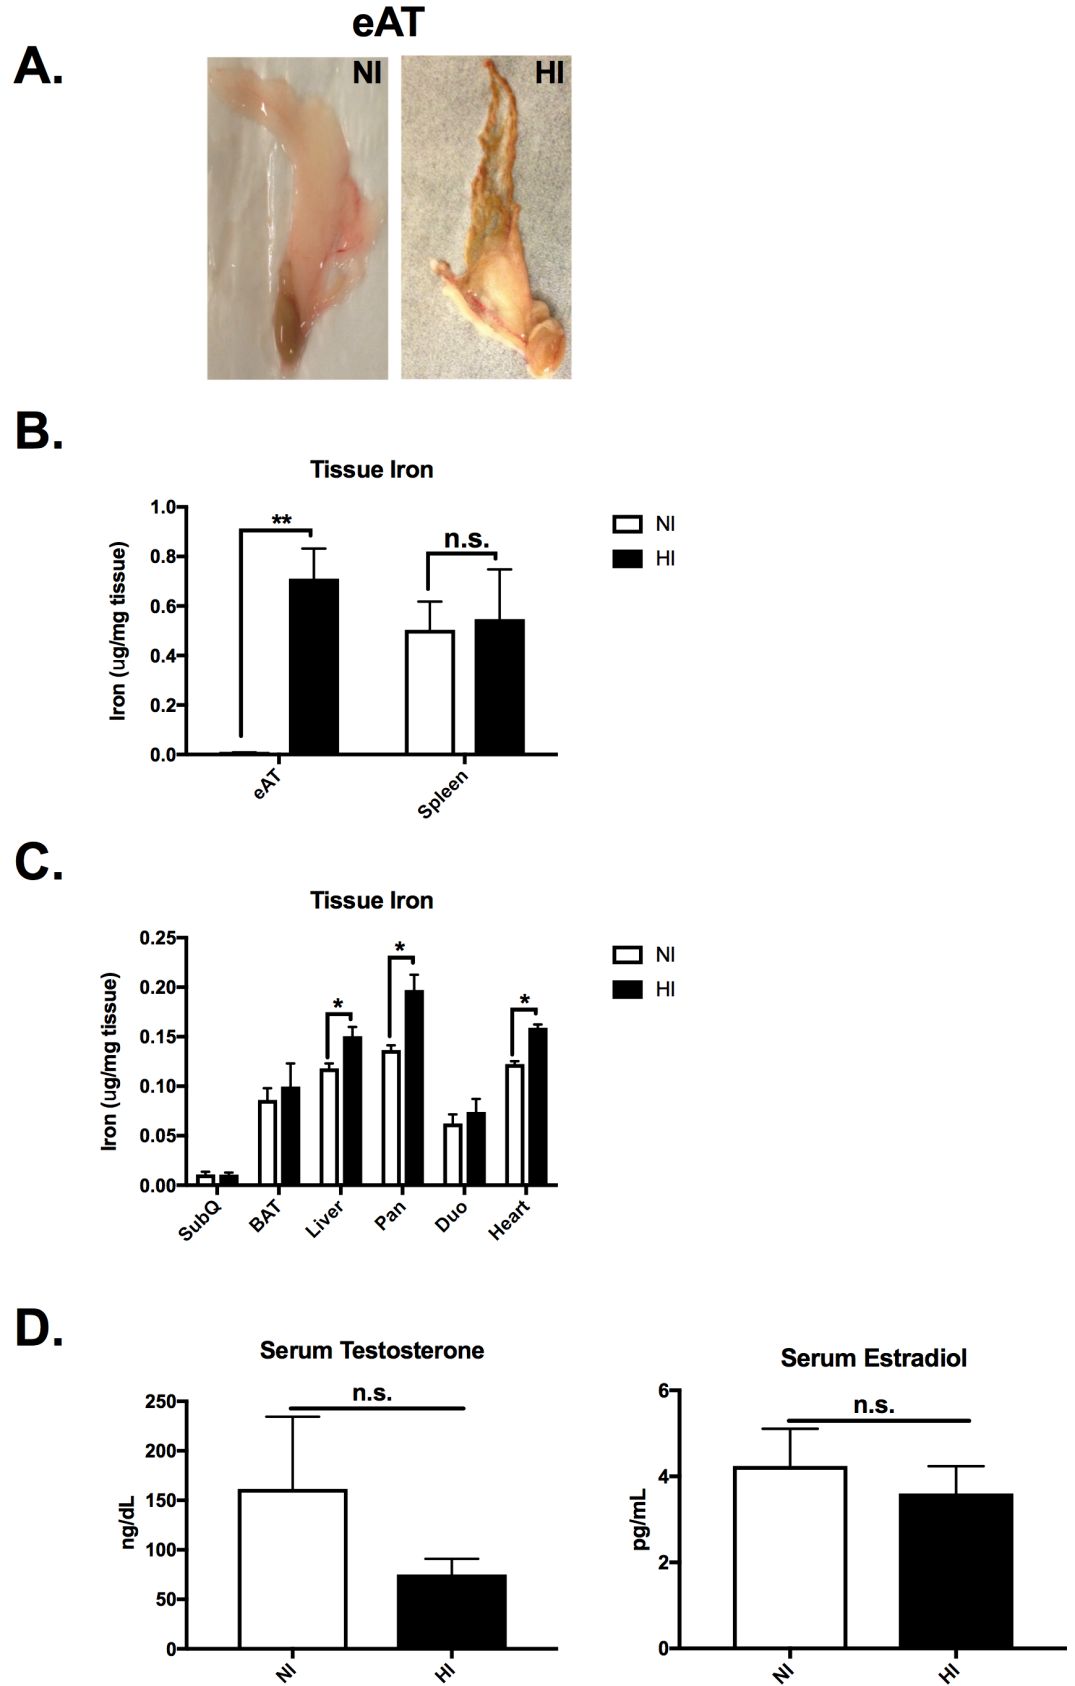 eAT
A.
NI
HI
B.
Tissue Iron
Iron (ug/mg tissue)
1.0
0.8
0.6
0.4
0.2
0.0
**
n.s.
eAT
Spleen
NI
HI
C.
Tissue Iron
Iron (ug/mg tissue)
0.25
0.20
0.15
0.10
0.05
0.00
*
*
*
SubQ
BAT
Liver
Pan
Duo
Heart
NI
HI
D.
Serum Testosterone
ng/dL
250
200
150
100
50
0
n.s.
NI
HI
Serum Estradiol
pg/mL
6
4
2
0
n.s.
NI
HI